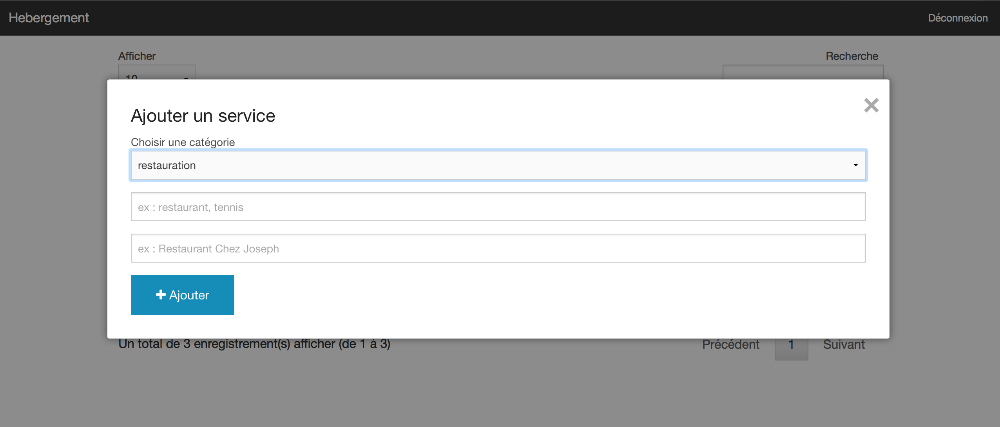 Hebergement
Déconnexion
Afficher
Recherche
10
Ajouter un service
Choisir une catégorie
restauration
ex : restaurant, tennis
ex : Restaurant Chez Joseph
Ajouter
Un total de 3 enregistrement(s) afficher (de 1 à 3)
Précédent 1 Suivant